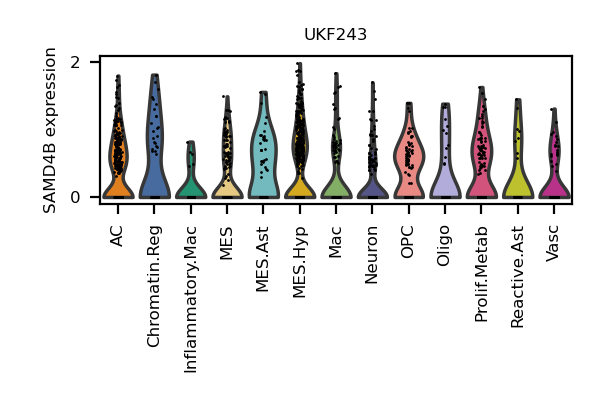 UKF243
SAMD4B expression
2
0
AC
Chromatin.Reg
Inflammatory.Mac
MES
MES.Ast
MES.Hyp
Mac
Neuron
OPC
Oligo
Prolif.Metab
Reactive.Ast
Vasc